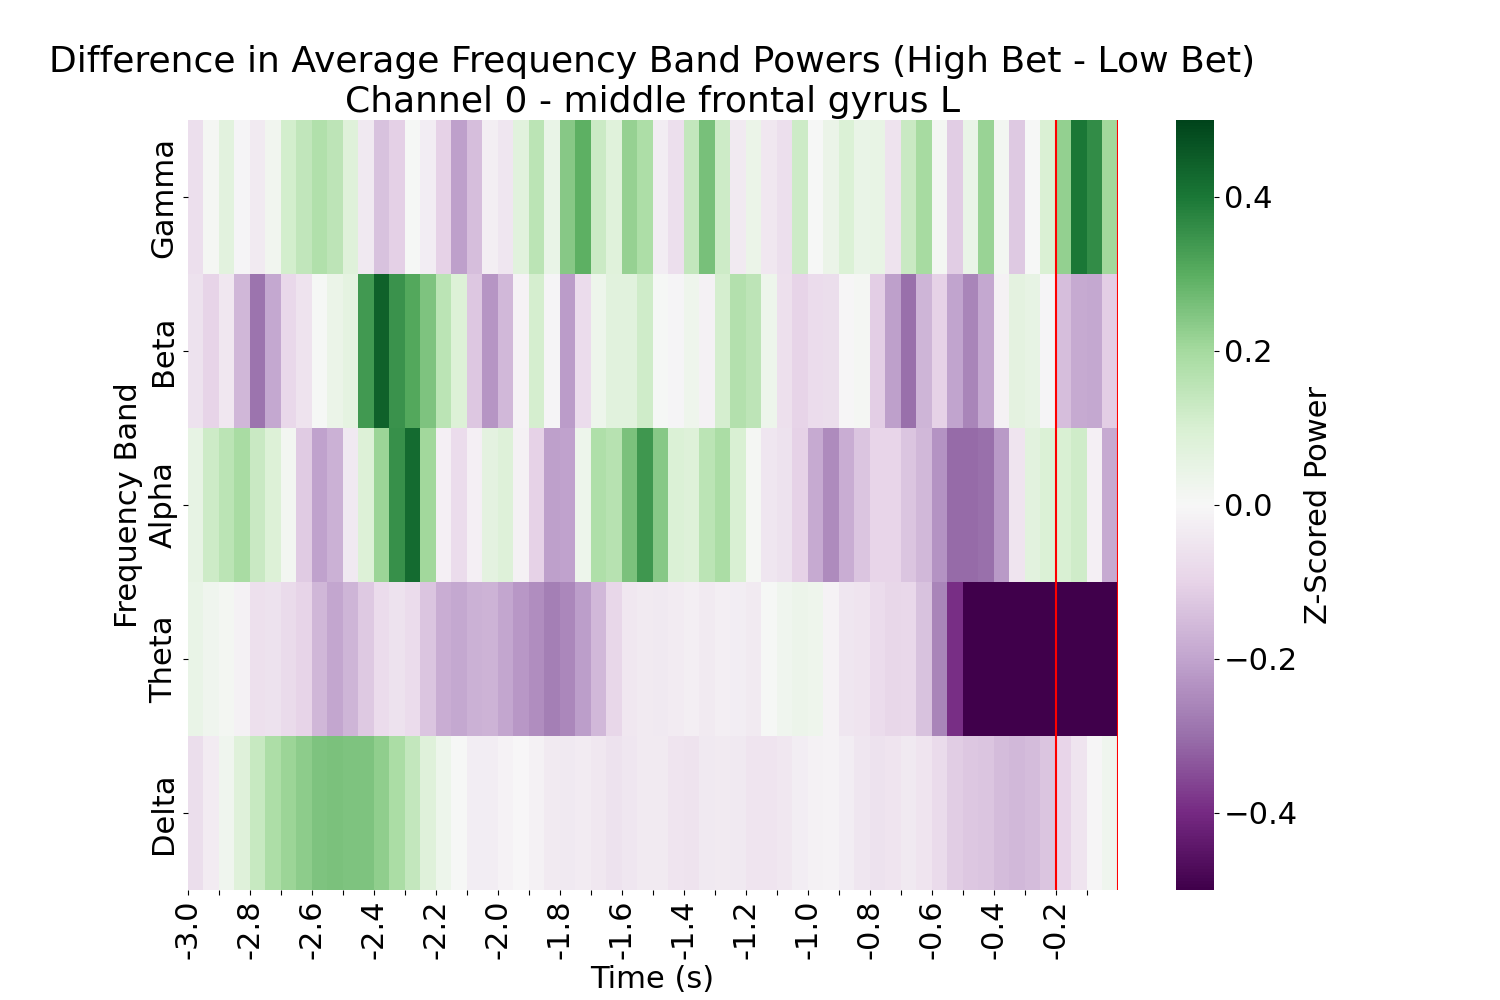 Difference in Average Frequency Band Powers (High Bet - Low Bet)
Channel 0 - middle frontal gyrus L
Frequency Band
Gamma
Beta
Alpha
Theta
Delta
-3.0
-2.8
-2.6
-2.4
-2.2
-2.0
-1.8
-1.6
-1.4
-1.2
-1.0
-0.8
-0.6
-0.4
-0.2
Time (s)
0.4
0.2
0.0
−0.2
−0.4
Z-Scored Power